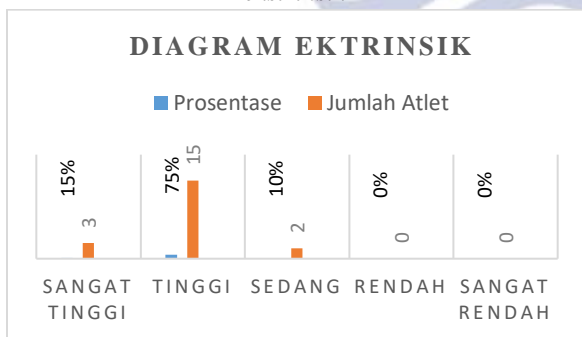 DIAGRAM EKTRINSIK
Prosentase Jumlah Atlet
15% 3 75% 15 10% 2 0% 0 0% 0
SANGAT TINGGI SEDANG RENDAH SANGAT
TINGGI RENDAH